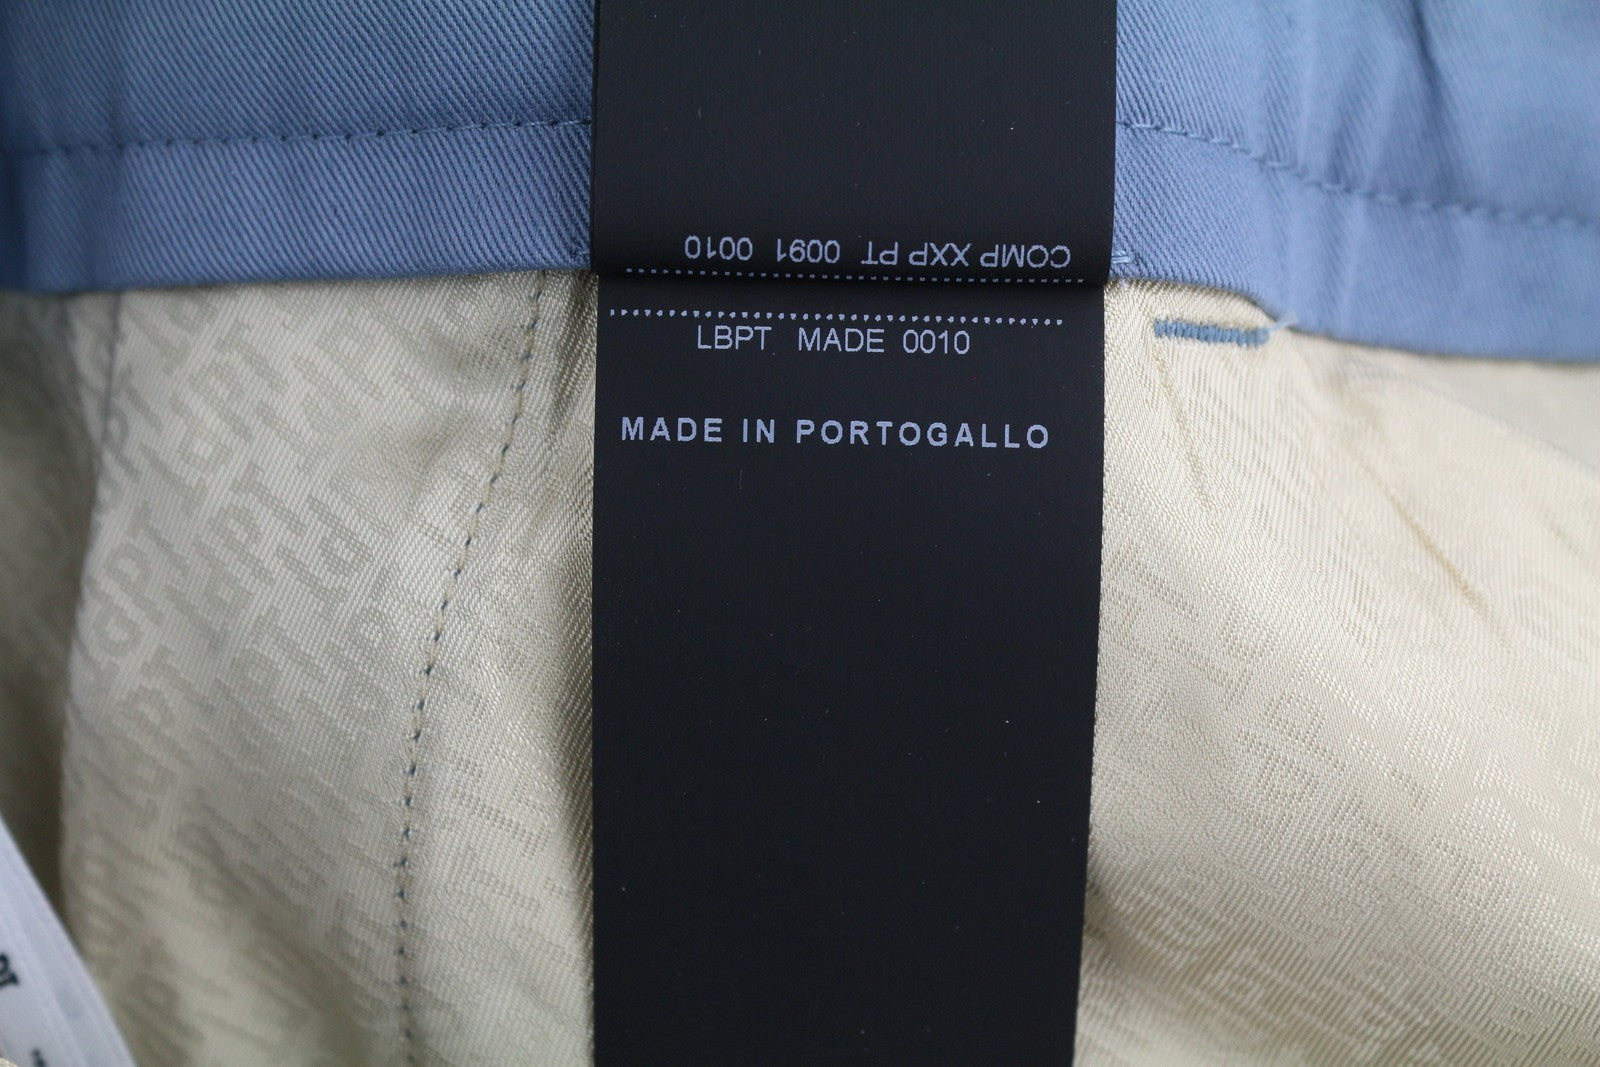 COMP XXP PT 0091 0010
LBPT MADE 0010
MADE IN PORTOGALLO